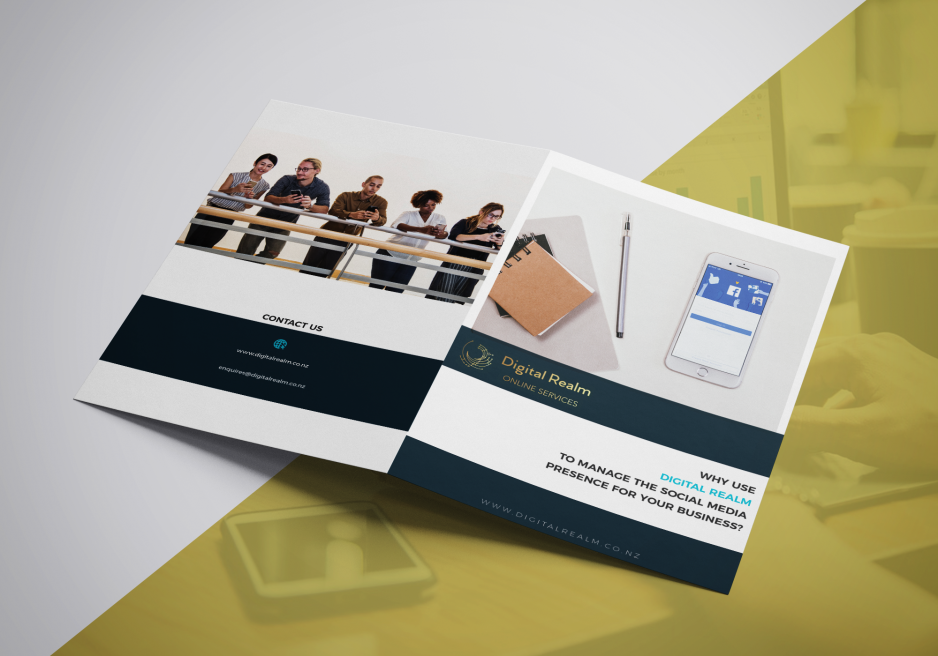 CONTACT US
www.digitalrealm.co.nz
enquires@digitalrealm.co.nz
Digital Realm
ONLINE SERVICES
WHY USE
DIGITAL REALM
TO MANAGE THE SOCIAL MEDIA
PRESENCE FOR YOUR BUSINESS?
WWW.DIGITALREALM.CO.NZ